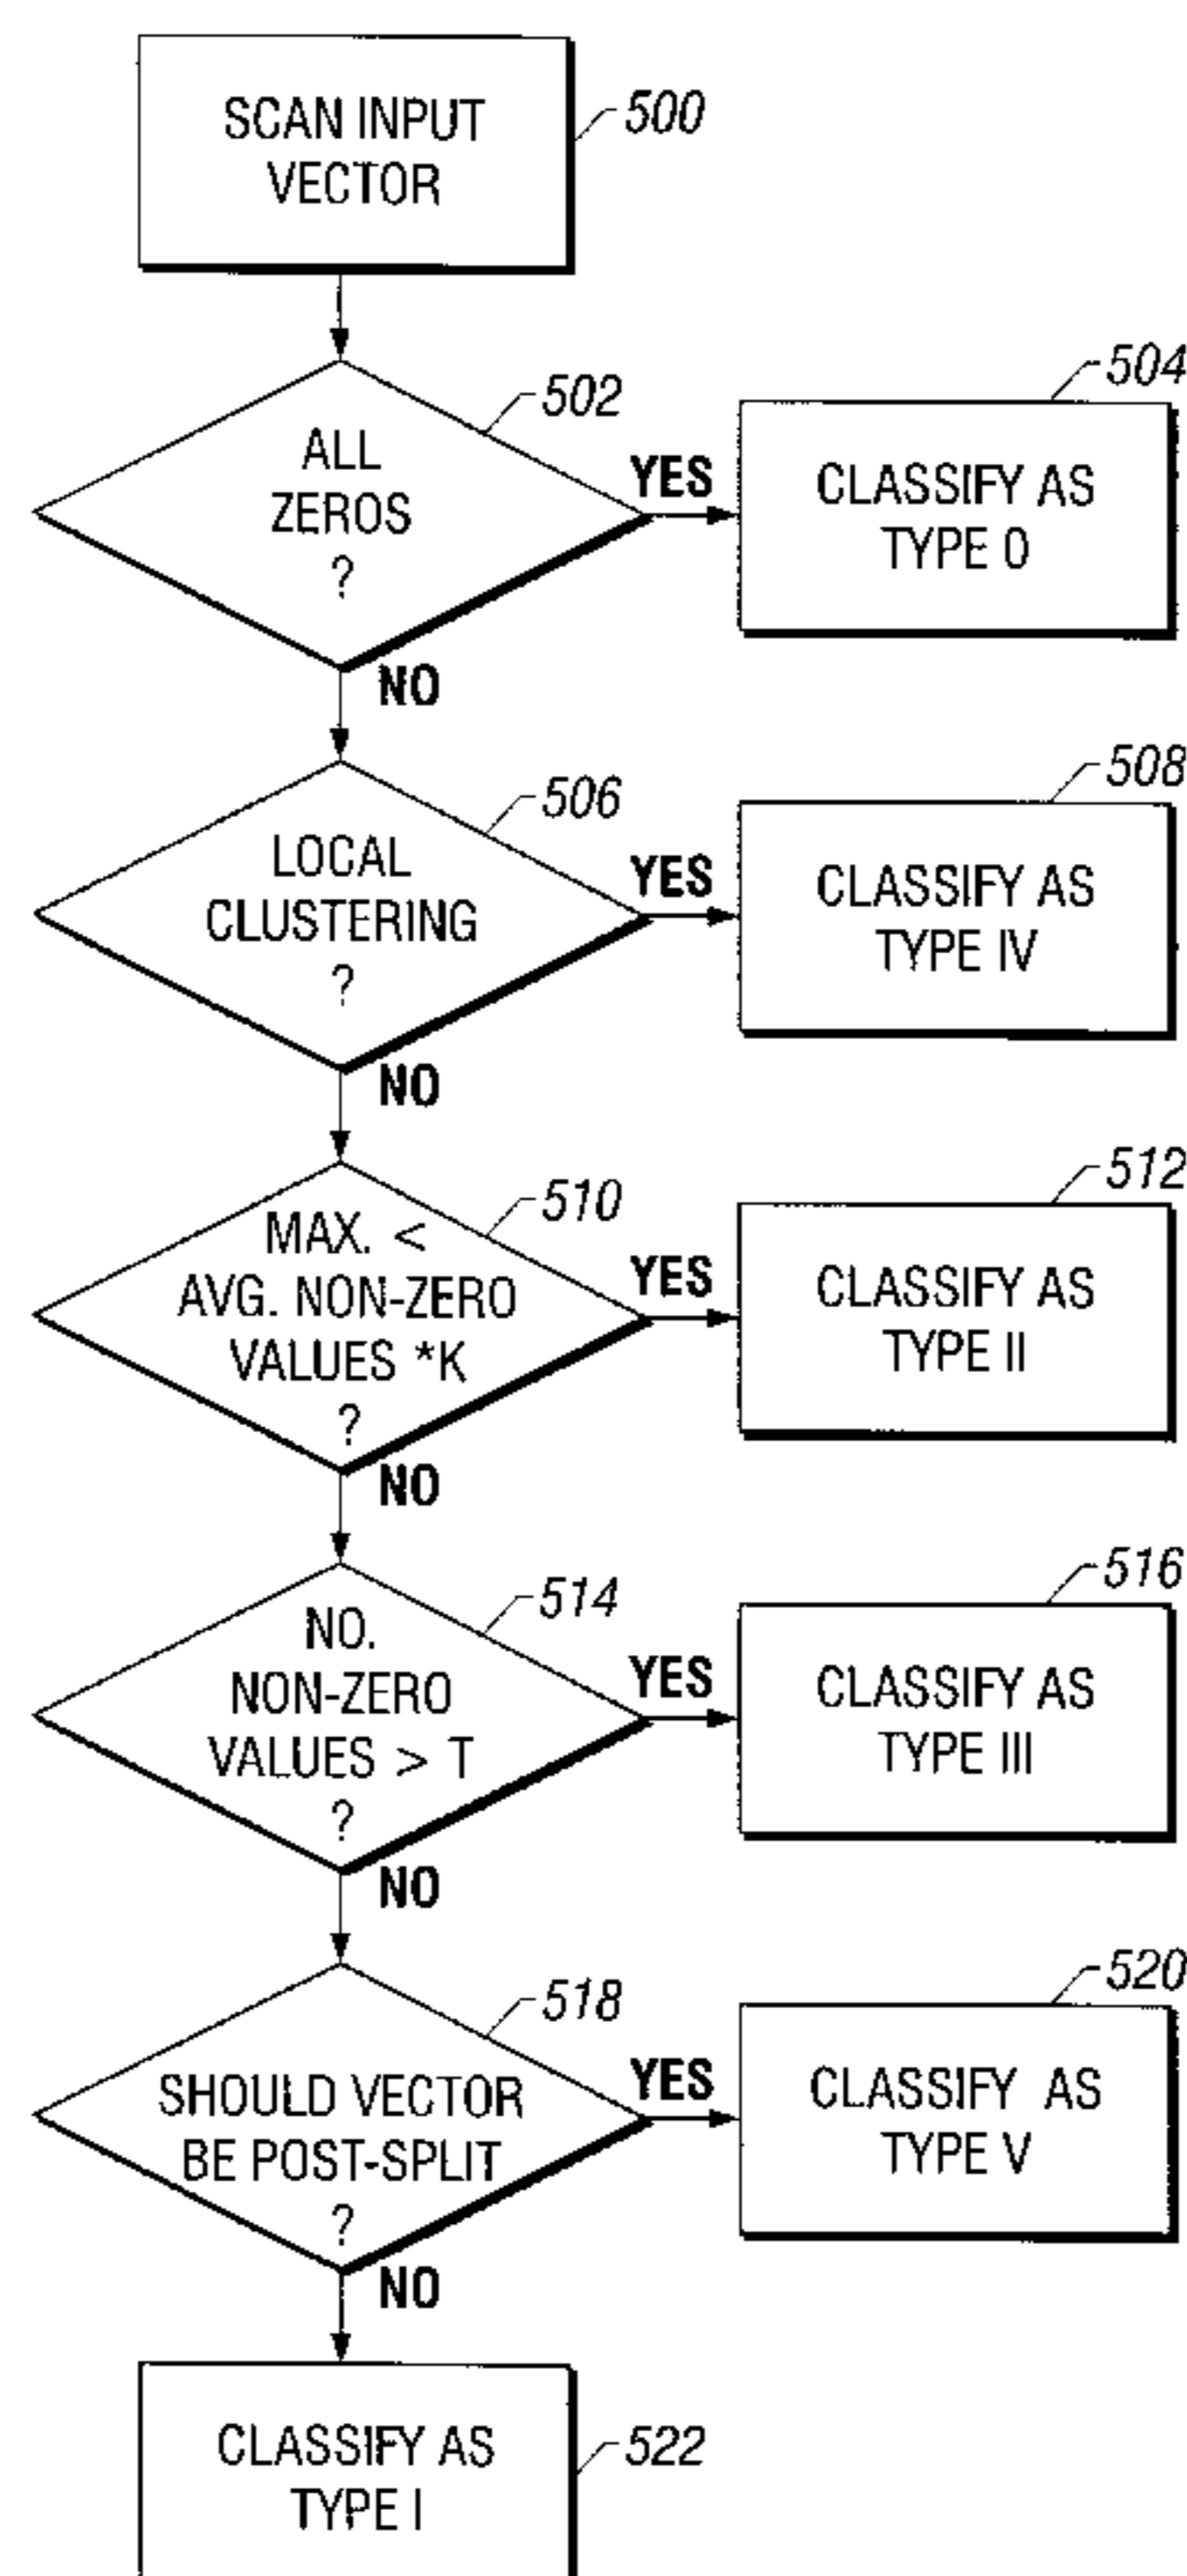 SCAN INPUT
VECTOR
500
ALL
ZEROS
?
502
YES
CLASSIFY AS
TYPE 0
504
NO
LOCAL
CLUSTERING
?
506
YES
CLASSIFY AS
TYPE IV
508
NO
MAX. <
AVG. NON-ZERO
VALUES *K
?
510
YES
CLASSIFY AS
TYPE II
512
NO
NO.
NON-ZERO
VALUES > T
?
514
YES
CLASSIFY AS
TYPE III
516
NO
SHOULD VECTOR
BE POST-SPLIT
?
518
YES
CLASSIFY AS
TYPE V
520
NO
CLASSIFY AS
TYPE I
522